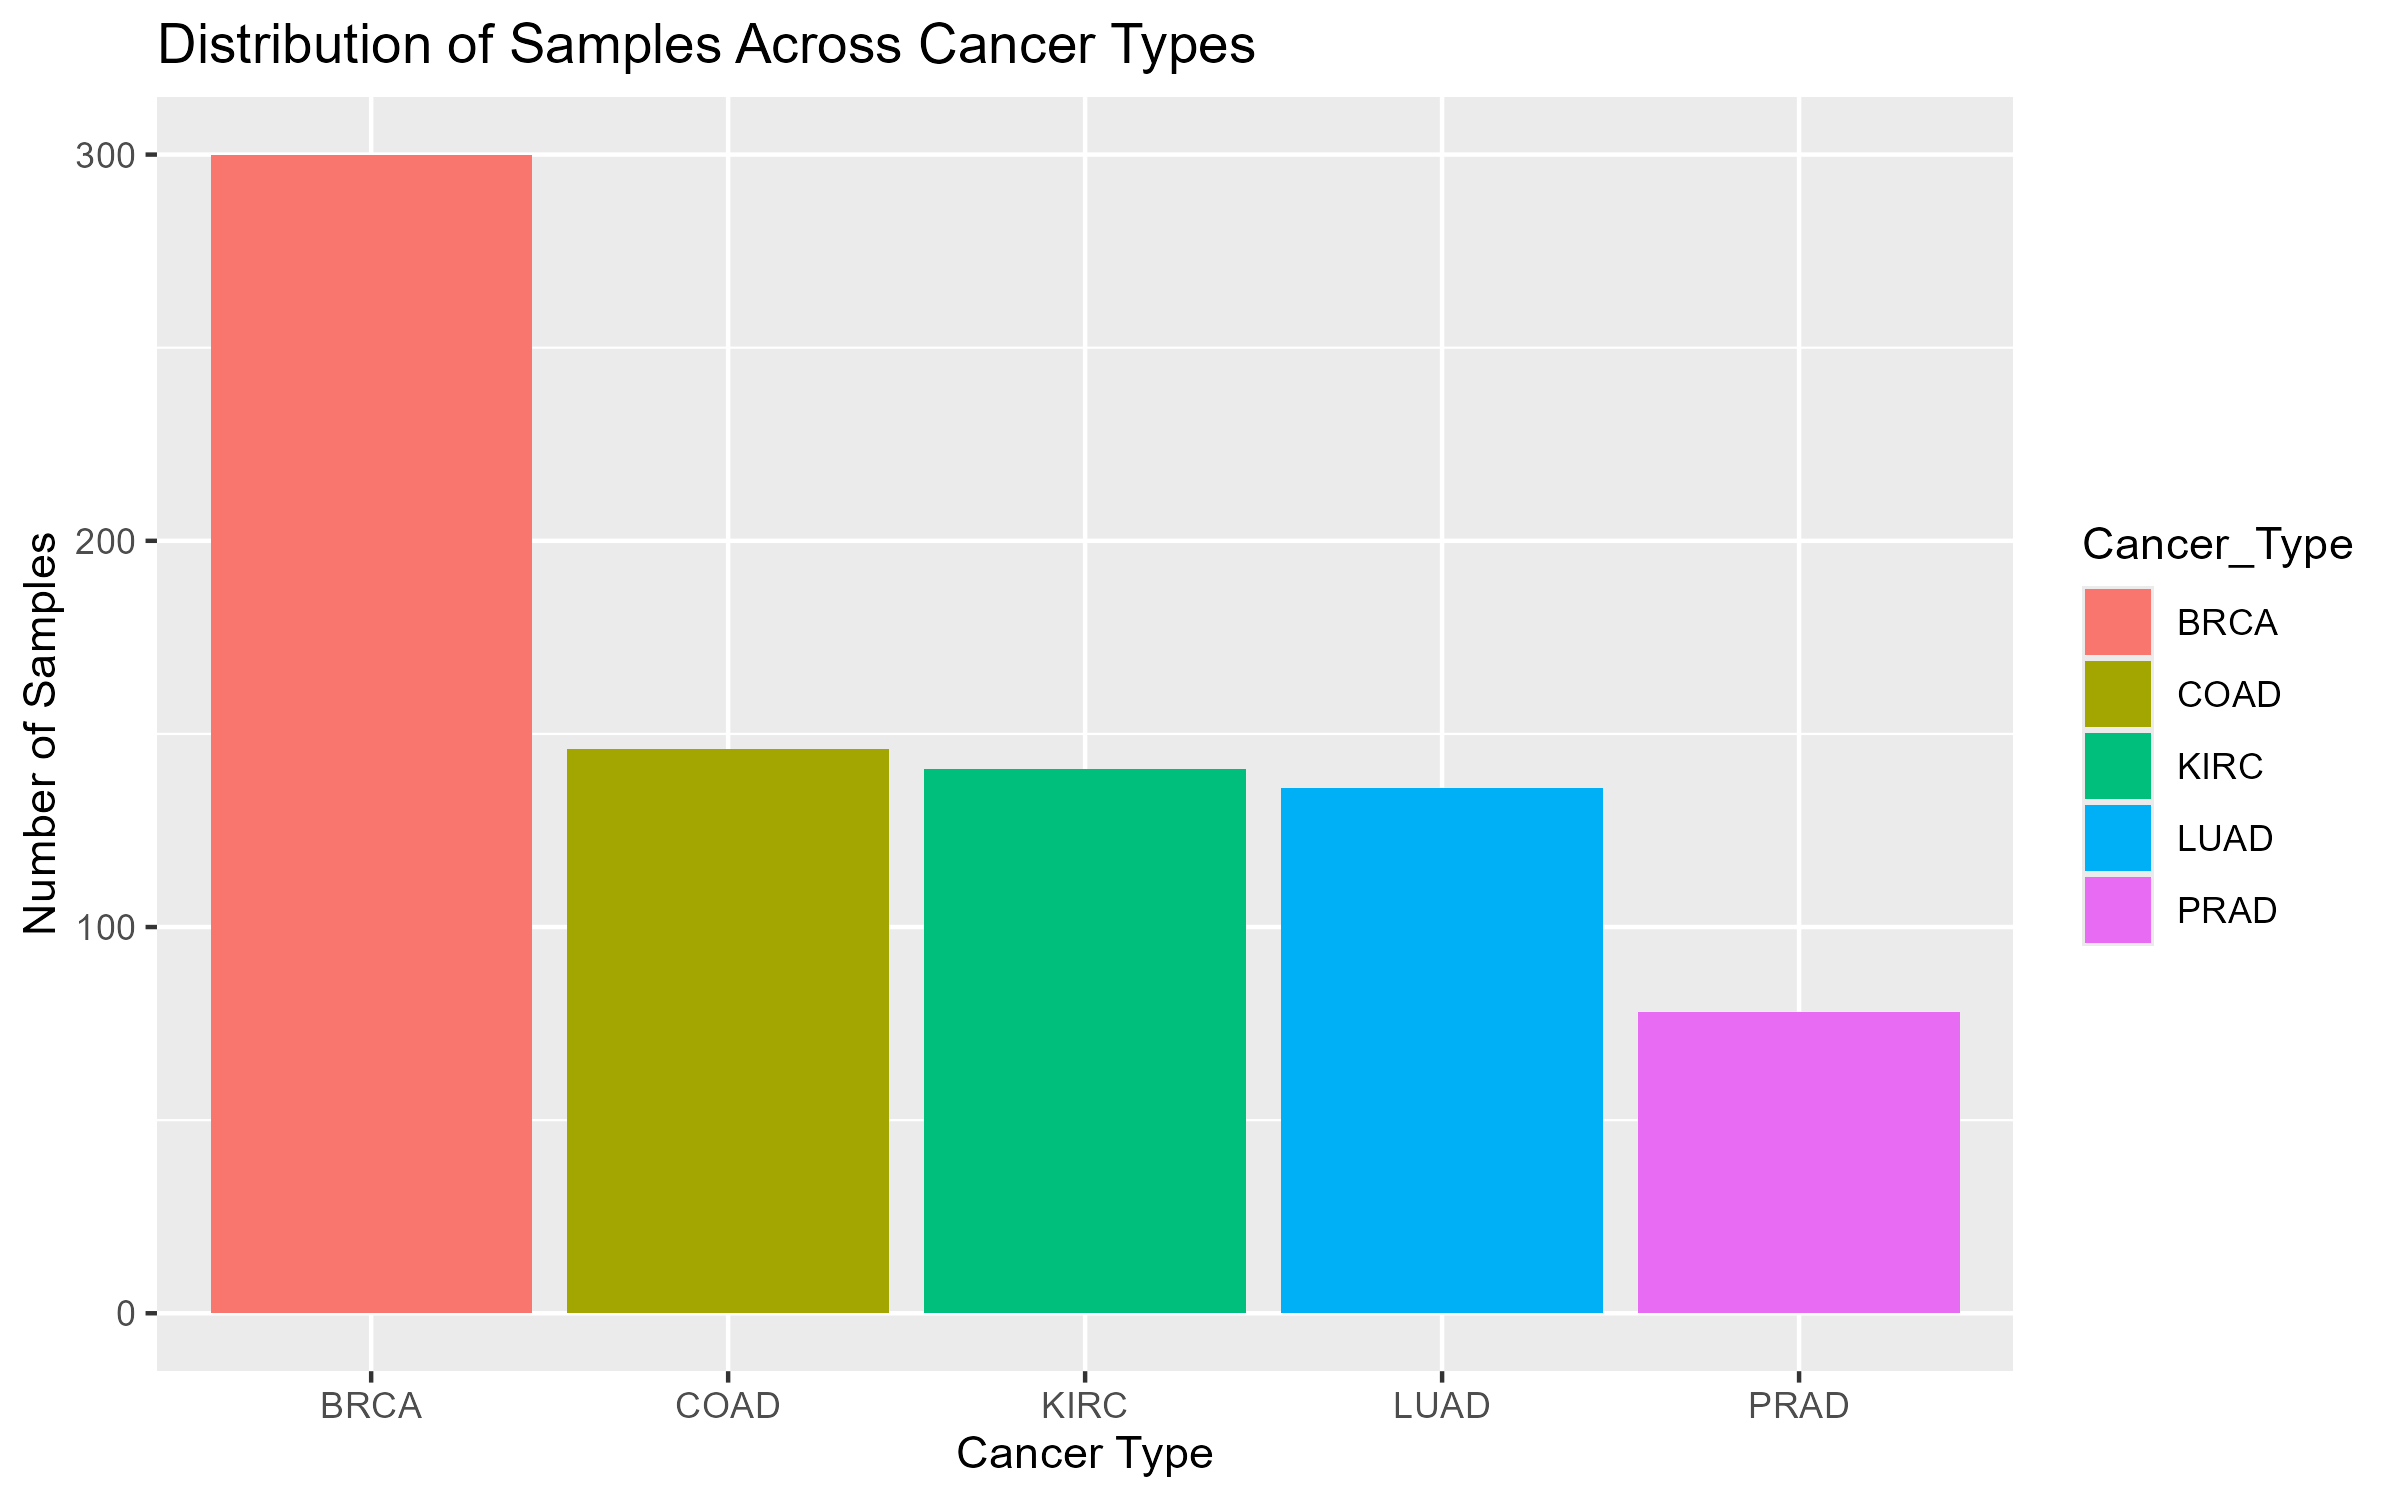 Distribution of Samples Across Cancer Types
Number of Samples
300
200
100
0
BRCA
COAD
KIRC
LUAD
PRAD
Cancer Type
Cancer_Type
BRCA
COAD
KIRC
LUAD
PRAD